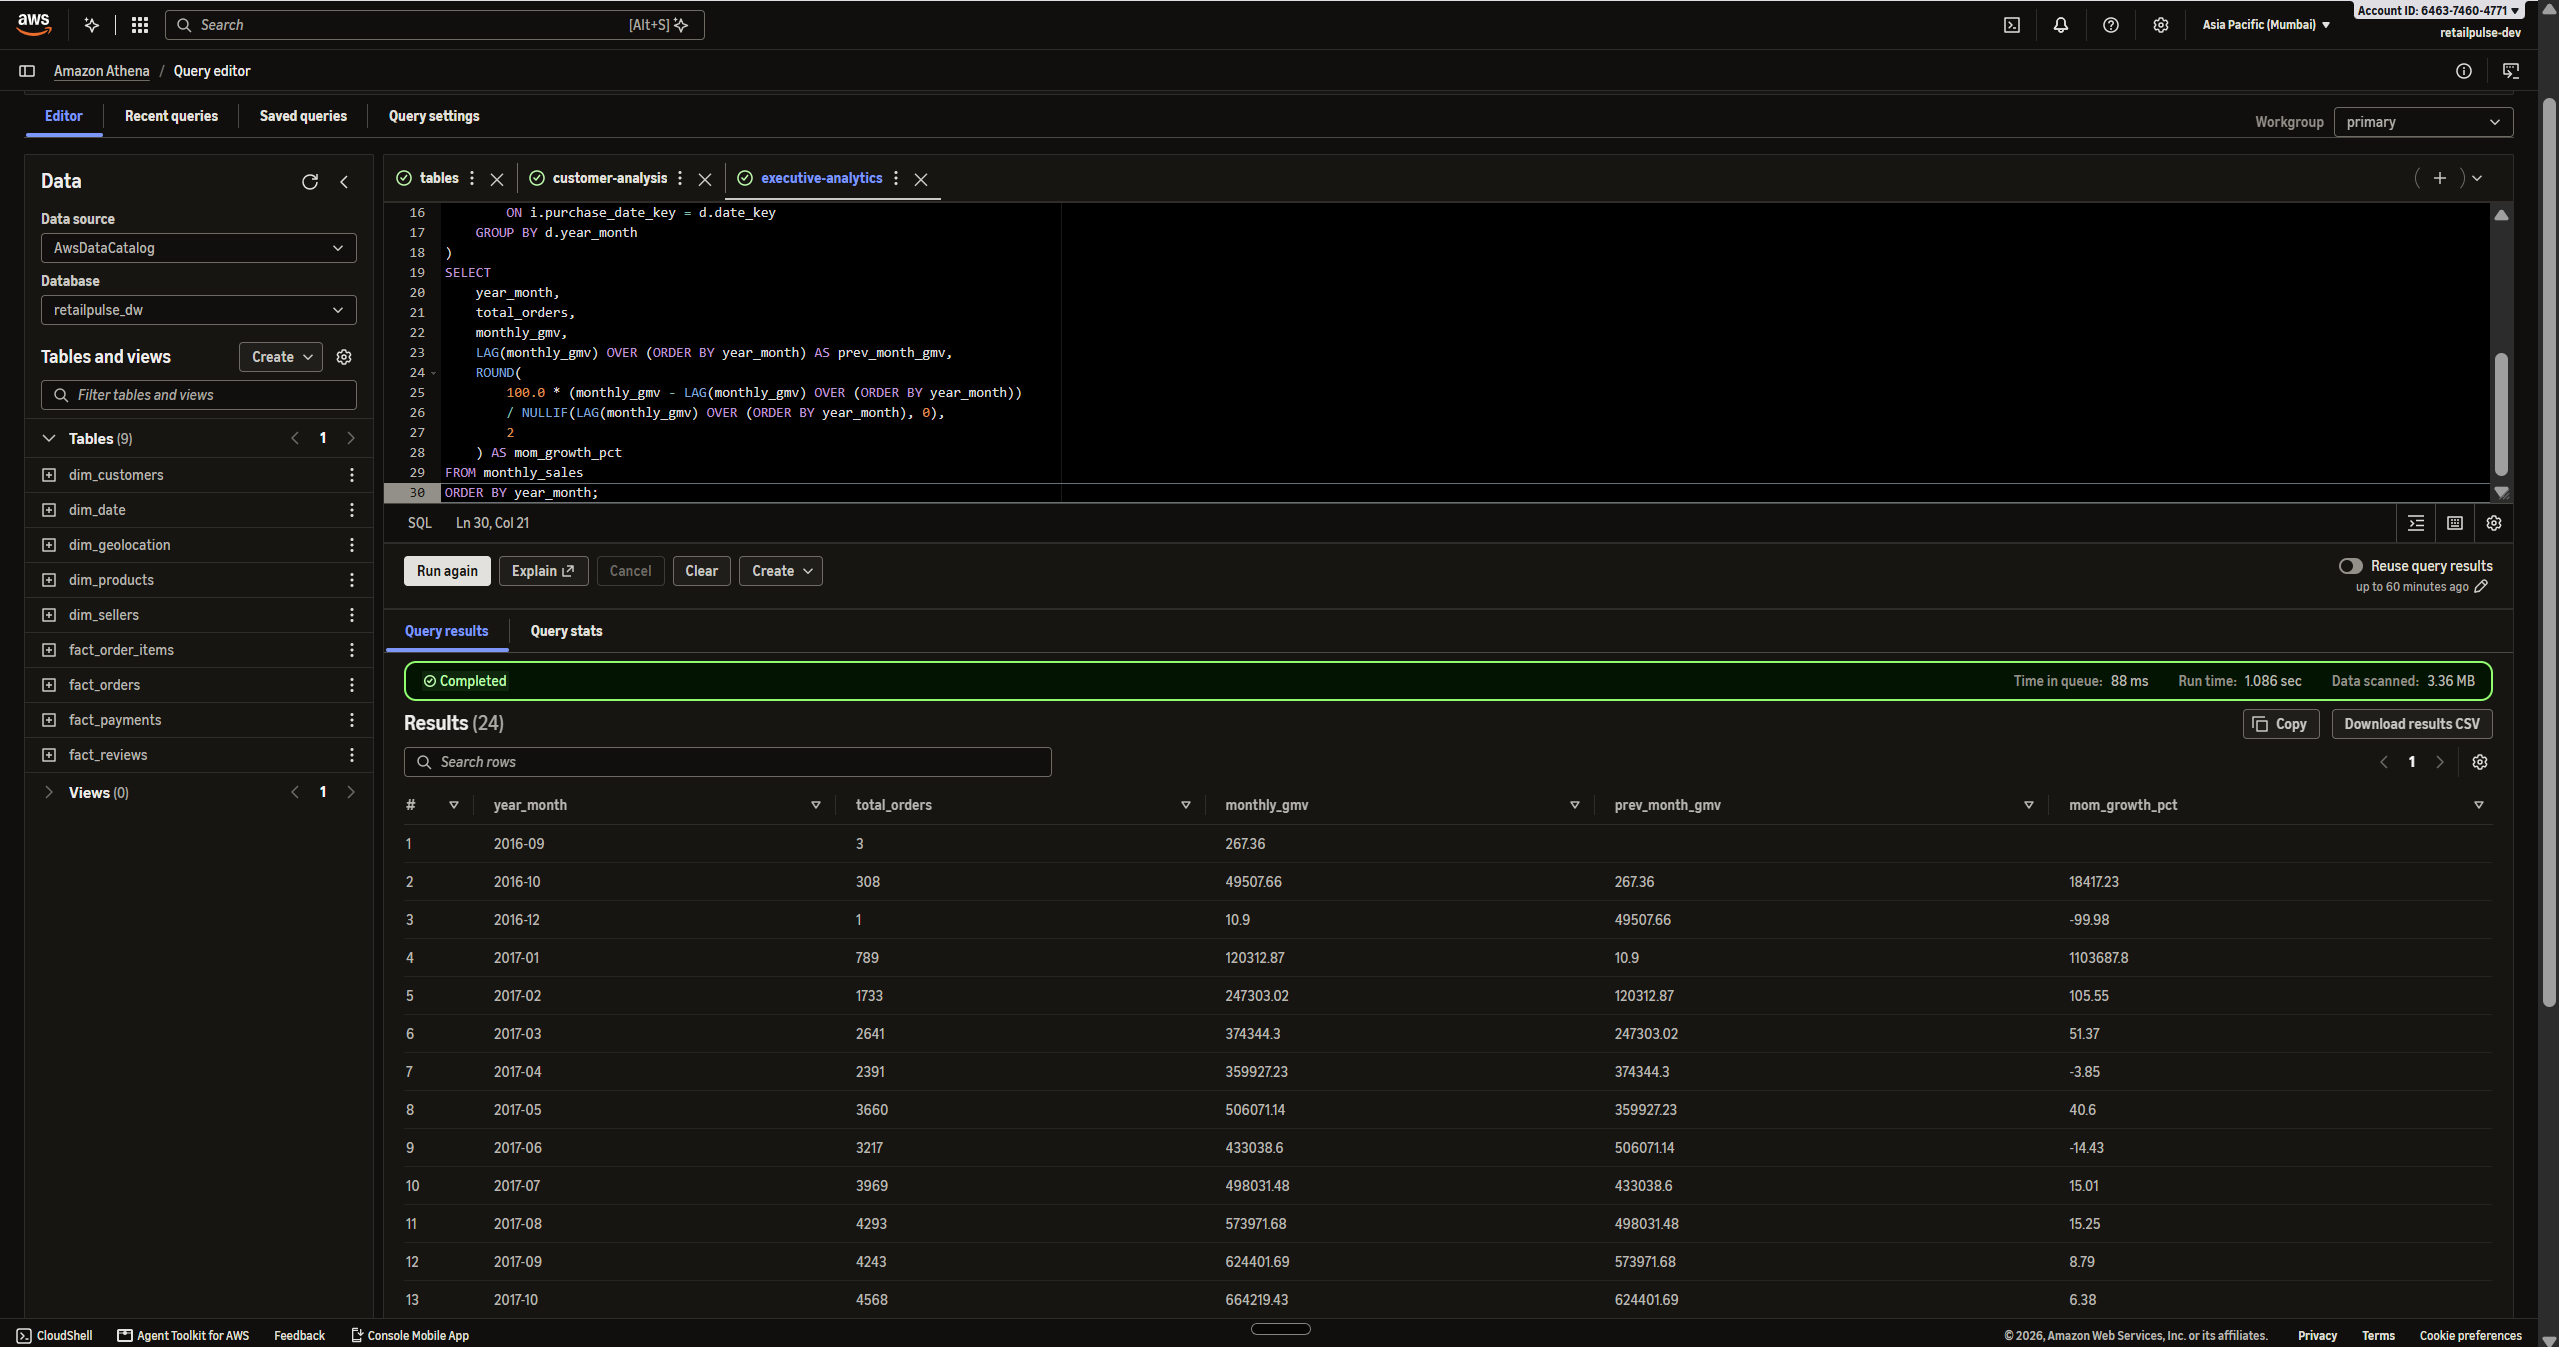 aws
Search [Alt+S]
Asia Pacific (Mumbai)
Account ID: 6463-7460-4771
retailpulse-dev
Amazon Athena / Query editor
Editor Recent queries Saved queries Query settings
Workgroup primary
Data
Data source
AwsDataCatalog
Database
retailpulse_dw
Tables and views Create
Filter tables and views
Tables (9) 1
dim_customers
dim_date
dim_geolocation
dim_products
dim_sellers
fact_order_items
fact_orders
fact_payments
fact_reviews
Views (0) 1
tables customer-analysis executive-analytics
16 ON i.purchase_date_key = d.date_key
17 GROUP BY d.year_month
18 )
19 SELECT
20 year_month,
21 total_orders,
22 monthly_gmv,
23 LAG(monthly_gmv) OVER (ORDER BY year_month) AS prev_month_gmv,
24 ROUND(
25 100.0 * (monthly_gmv - LAG(monthly_gmv) OVER (ORDER BY year_month))
26 / NULLIF(LAG(monthly_gmv) OVER (ORDER BY year_month), 0),
27 2
28 ) AS mom_growth_pct
29 FROM monthly_sales
30 ORDER BY year_month;
SQL Ln 30, Col 21
Run again Explain Cancel Clear Create
Reuse query results
up to 60 minutes ago
Query results Query stats
Completed Time in queue: 88 ms Run time: 1.086 sec Data scanned: 3.36 MB
Results (24) Copy Download results CSV
Search rows 1
# year_month total_orders monthly_gmv prev_month_gmv mom_growth_pct
1 2016-09 3 267.36
2 2016-10 308 49507.66 267.36 18417.23
3 2016-12 1 10.9 49507.66 -99.98
4 2017-01 789 120312.87 10.9 1103687.8
5 2017-02 1733 247303.02 120312.87 105.55
6 2017-03 2641 374344.3 247303.02 51.37
7 2017-04 2391 359927.23 374344.3 -3.85
8 2017-05 3660 506071.14 359927.23 40.6
9 2017-06 3217 433038.6 506071.14 -14.43
10 2017-07 3969 498031.48 433038.6 15.01
11 2017-08 4293 573971.68 498031.48 15.25
12 2017-09 4243 624401.69 573971.68 8.79
13 2017-10 4568 664219.43 624401.69 6.38
CloudShell Agent Toolkit for AWS Feedback Console Mobile App
© 2026, Amazon Web Services, Inc. or its affiliates. Privacy Terms Cookie preferences